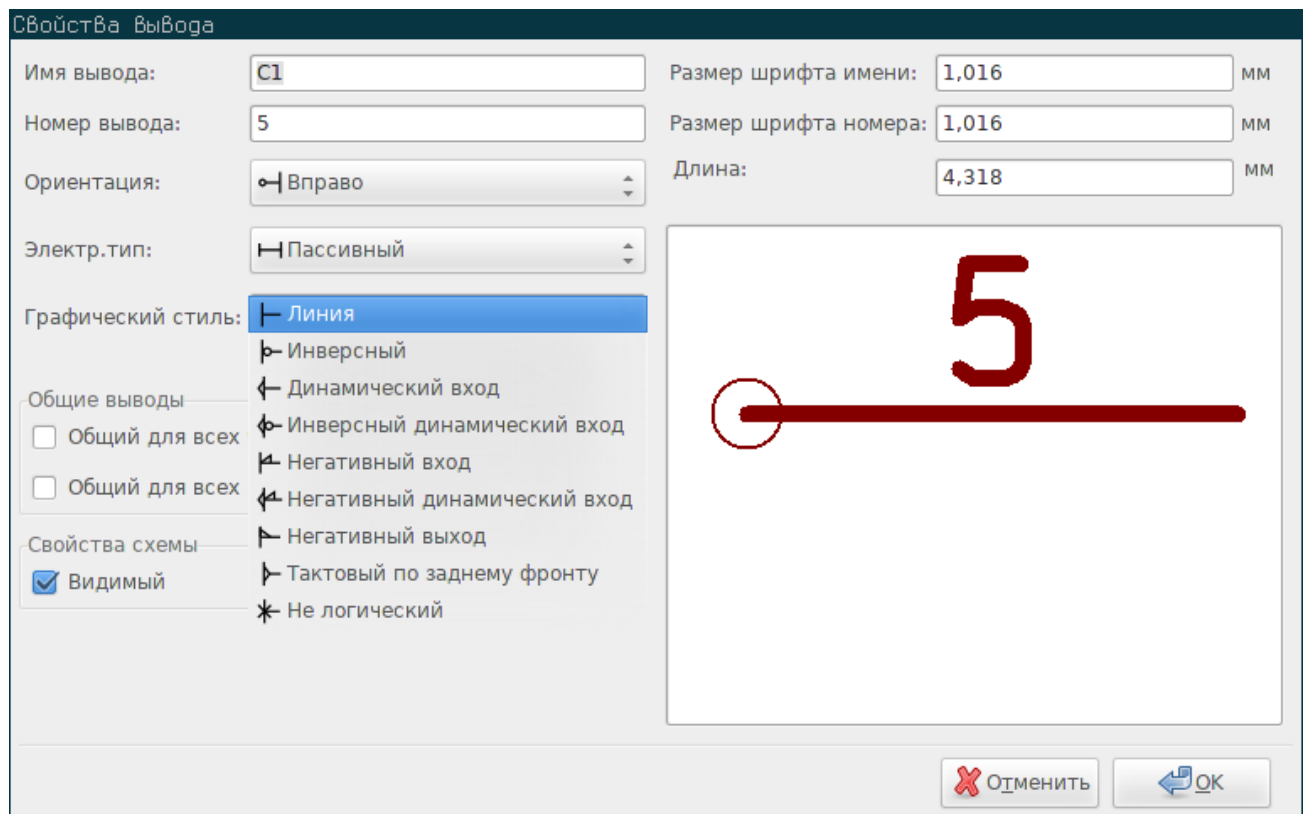 Свойства вывода
Имя вывода: C1
Размер шрифта имени: 1,016 мм
Номер вывода: 5
Размер шрифта номера: 1,016 мм
Ориентация: Вправо
Длина: 4,318 мм
Электр.тип: Пассивный
Графический стиль: Линия
Инверсный
Динамический вход
Инверсный динамический вход
Негативный вход
Негативный динамический вход
Негативный выход
Тактовый по заднему фронту
Не логический
Общие выводы
Общий для всех
Общий для всех
Свойства схемы
Видимый
5
Отменить
OK